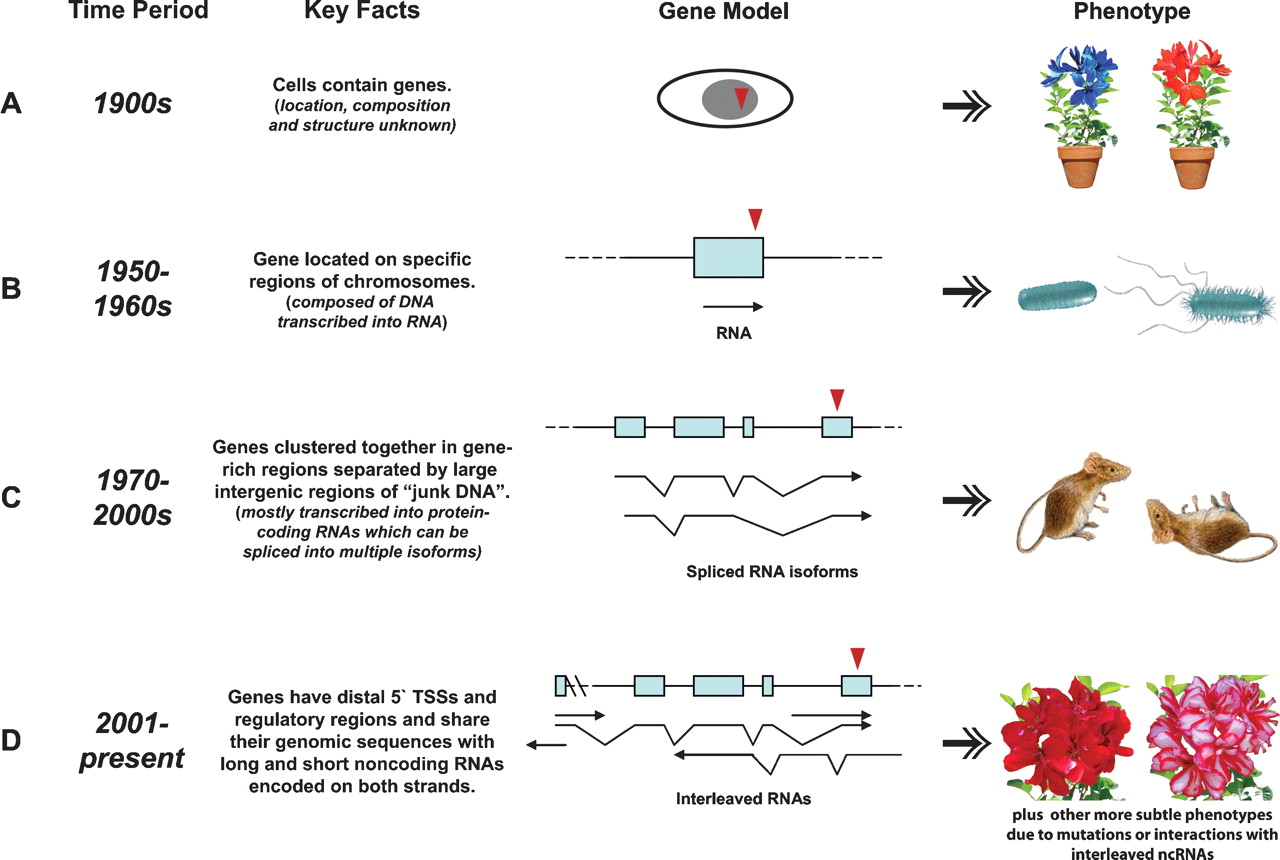 Time Period Key Facts Gene Model Phenotype
A
1900s
Cells contain genes.
(location, composition
and structure unknown)
B
1950-
1960s
Gene located on specific
regions of chromosomes.
(composed of DNA
transcribed into RNA)
RNA
C
1970-
2000s
Genes clustered together in gene-
rich regions separated by large
intergenic regions of “junk DNA”.
(mostly transcribed into protein-
coding RNAs which can be
spliced into multiple isoforms)
Spliced RNA isoforms
D
2001-
present
Genes have distal 5` TSSs and
regulatory regions and share
their genomic sequences with
long and short noncoding RNAs
encoded on both strands.
Interleaved RNAs
plus other more subtle phenotypes
due to mutations or interactions with
interleaved ncRNAs